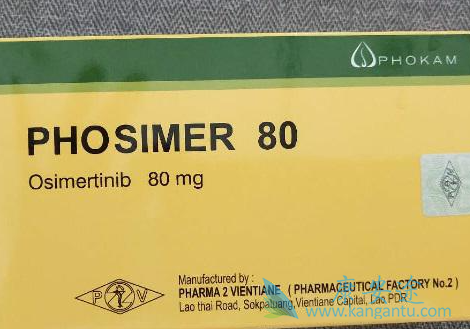 PHOKAM
PHOSIMER 80
Osimertinib 80 mg
Manufactured by :
PHARMA 2 VIENTIANE ( PHARMACEUTICAL FACTORY No.2 )
Lao thai Road, Sokpaluang,Vientiane Capital, Lao PDR.
P V
www.kangantu.com